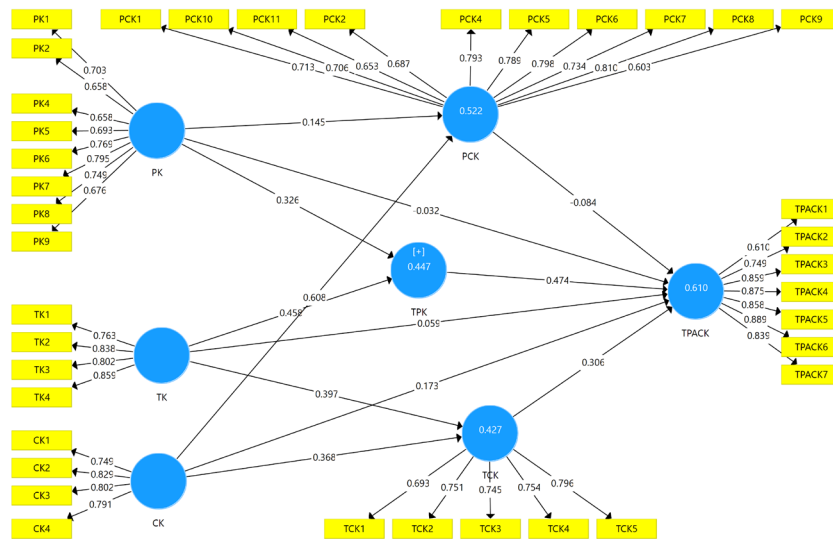 PK1
PCK1
PCK10
PCK11
PCK2
PCK4
PCK5
PCK6
PCK7
PCK8
PCK9
PK2
0.703
0.658
0.713
0.706
0.653
0.687
0.793
0.789
0.798
0.734
0.810
0.603
PK4
PK5
PK6
PK7
PK8
PK9
0.658
0.693
0.769
0.795
0.749
0.676
PK
0.145
0.522
PCK
0.326
-0.032
-0.084
[+]
0.447
TPK
0.474
0.610
TPACK
TPACK1
TPACK2
TPACK3
TPACK4
TPACK5
TPACK6
TPACK7
0.610
0.749
0.859
0.875
0.858
0.889
0.839
TK1
TK2
TK3
TK4
0.763
0.838
0.802
0.859
TK
0.458
0.608
0.059
0.397
0.173
0.306
0.368
CK1
CK2
CK3
CK4
0.749
0.829
0.802
0.791
CK
0.427
TCK
0.693
0.751
0.745
0.754
0.796
TCK1
TCK2
TCK3
TCK4
TCK5